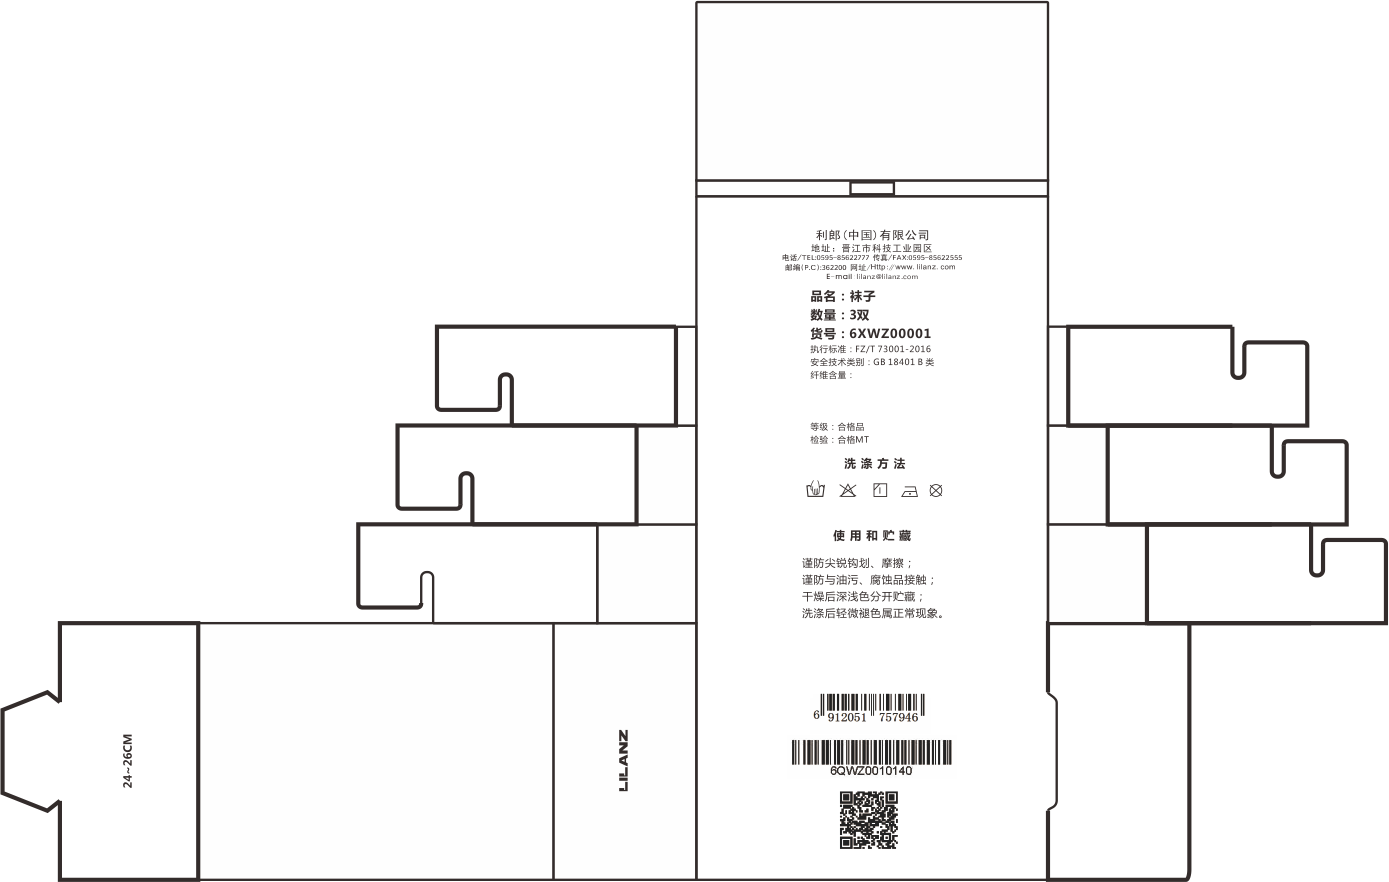 利郎(中国)有限公司
地址：晋江市科技工业园区
电话/TEL:0595-85622777 传真/FAX:0595-85622555
邮编(P.C):362200 网址/Http://www.lilanz.com
E-mail lilanz@lilanz.com
品名：袜子
数量：3双
货号：6XWZ00001
执行标准：FZ/T 73001-2016
安全技术类别：GB 18401 B 类
纤维含量：
等级：合格品
检验：合格MT
洗涤方法
使用和贮藏
谨防尖锐钩划、摩擦；
谨防与油污、腐蚀品接触；
干燥后深浅色分开贮藏；
洗涤后轻微褪色属正常现象。
6 912051 757946
6QWZ0010140
24~26CM
LILANZ